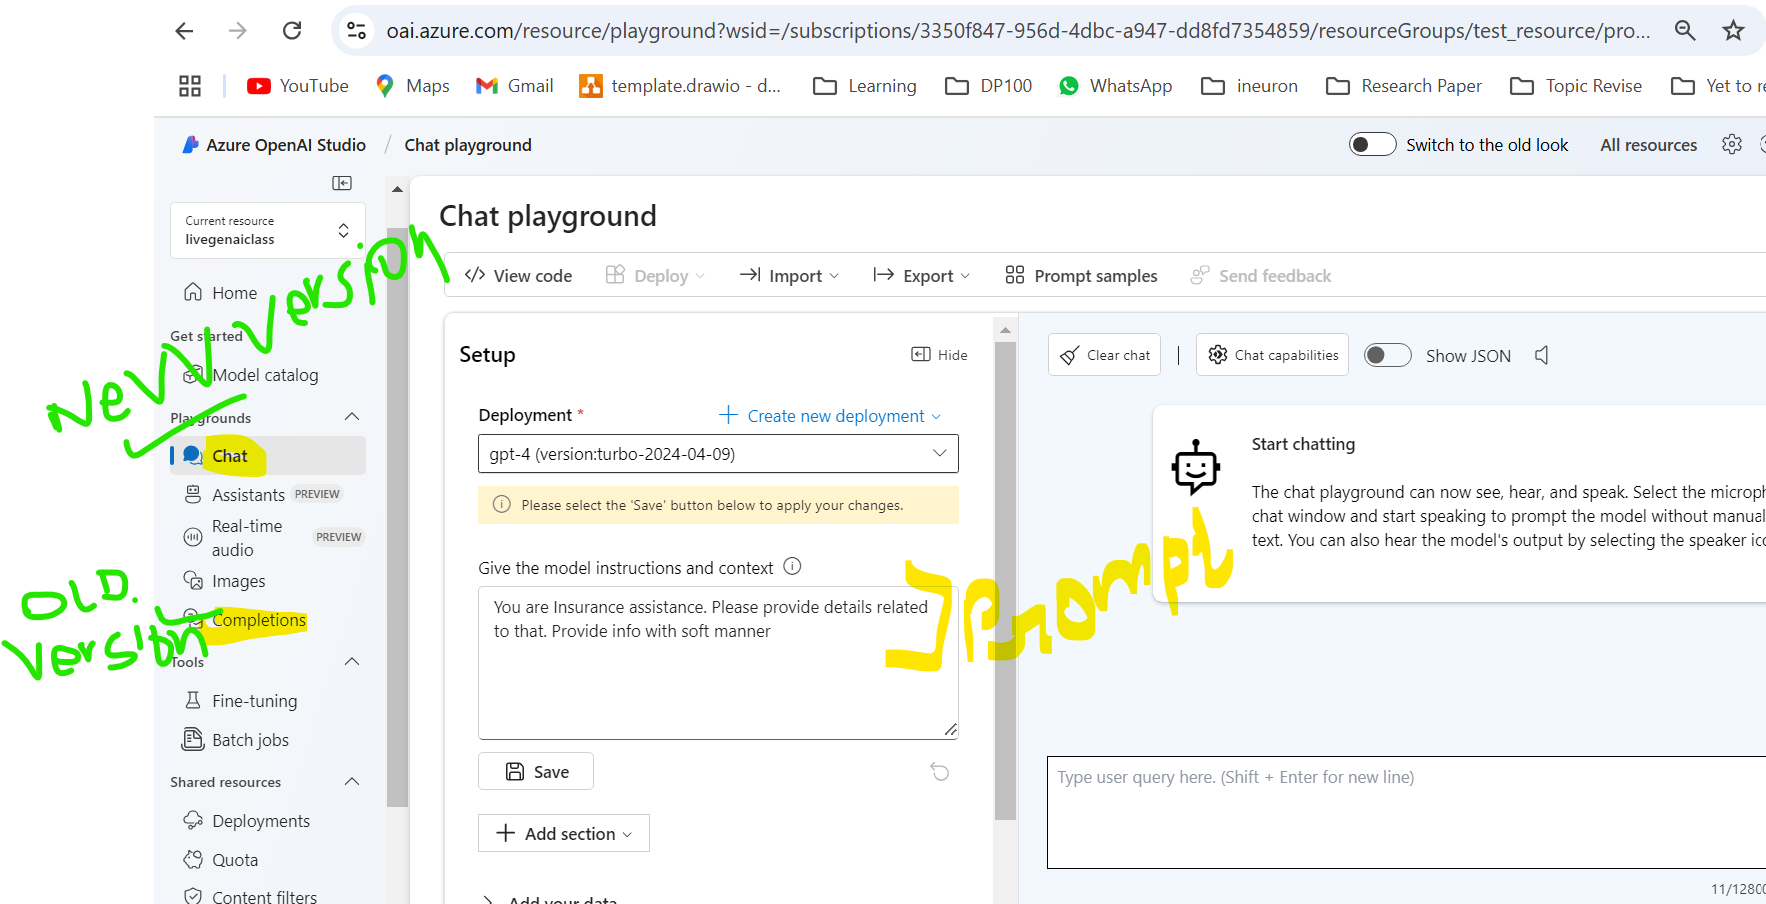 oai.azure.com/resource/playground?wsid=/subscriptions/3350f847-956d-4dbc-a947-dd8fd7354859/resourceGroups/test_resource/pro...
YouTube Maps Gmail template.drawio - d... Learning DP100 WhatsApp ineuron Research Paper Topic Revise Yet to re
Azure OpenAI Studio / Chat playground Switch to the old look All resources
Current resource
livegenaiclass
Home
Get started
Model catalog
Playgrounds
Chat
Assistants PREVIEW
Real-time audio PREVIEW
Images
Completions
Tools
Fine-tuning
Batch jobs
Shared resources
Deployments
Quota
Content filters
NeW Version
OLD.
Version
Chat playground
</> View code Deploy Import Export Prompt samples Send feedback
Setup Hide
Deployment * + Create new deployment
gpt-4 (version:turbo-2024-04-09)
Please select the 'Save' button below to apply your changes.
Give the model instructions and context
You are Insurance assistance. Please provide details related
to that. Provide info with soft manner
Prompt
Save
+ Add section
Add your data
Clear chat | Chat capabilities Show JSON
Start chatting
The chat playground can now see, hear, and speak. Select the microph
chat window and start speaking to prompt the model without manual
text. You can also hear the model's output by selecting the speaker ico
Type user query here. (Shift + Enter for new line)
11/12800